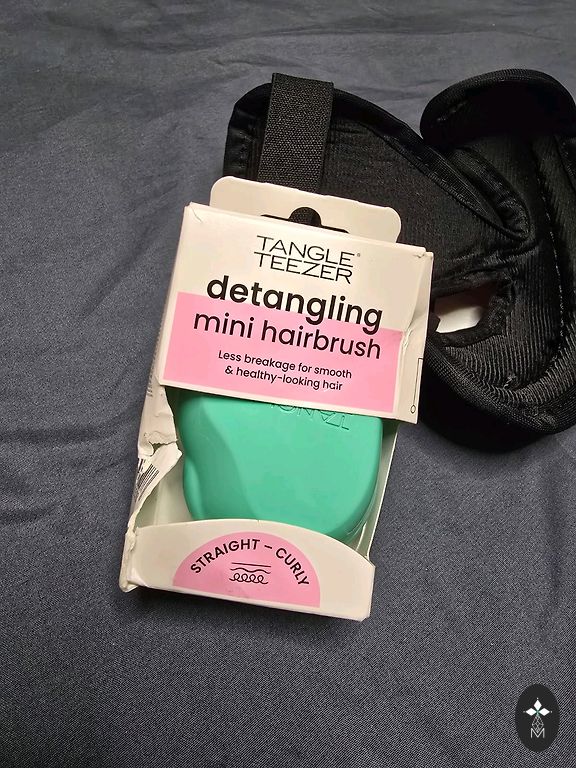 TANGLE®
TEEZER
detangling
mini hairbrush
Less breakage for smooth
& healthy-looking hair
STRAIGHT – CURLY
M